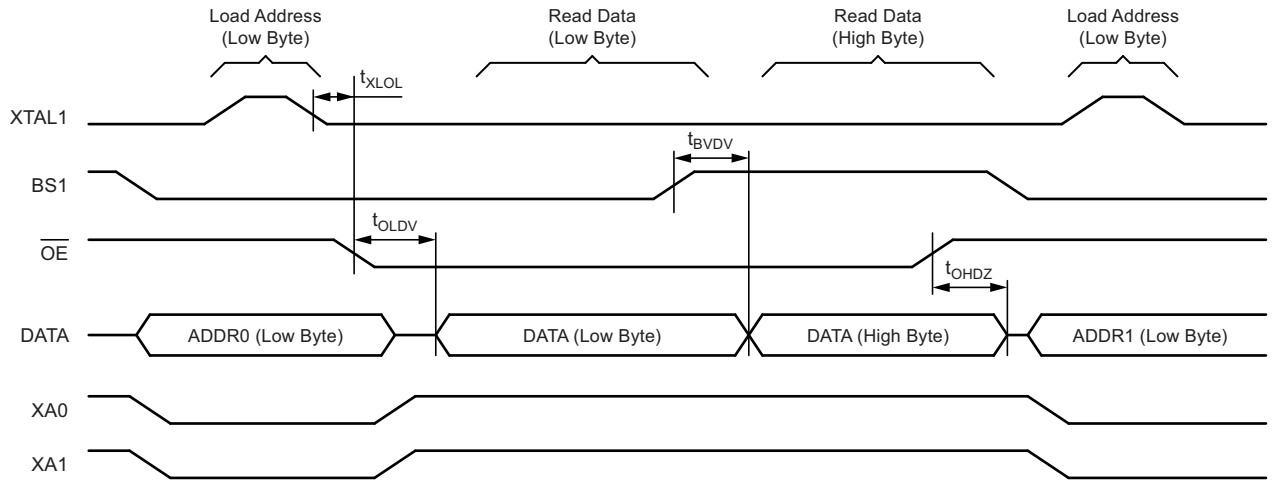 Load Address
(Low Byte)
Read Data
(Low Byte)
Read Data
(High Byte)
Load Address
(Low Byte)
tXLOL
XTAL1
tBVDV
BS1
tOLDV
OE
tOHDZ
DATA
ADDR0 (Low Byte)
DATA (Low Byte)
DATA (High Byte)
ADDR1 (Low Byte)
XA0
XA1